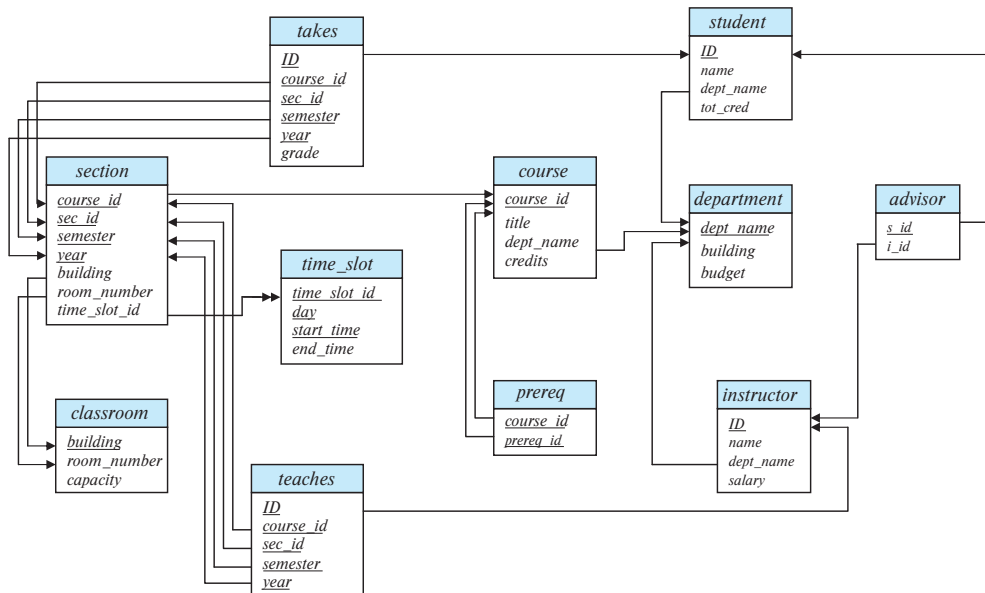 takes
ID
course_id
sec_id
semester
year
grade
student
ID
name
dept_name
tot_cred
section
course_id
sec_id
semester
year
building
room_number
time_slot_id
course
course_id
title
dept_name
credits
department
dept_name
building
budget
advisor
s_id
i_id
time_slot
time_slot_id
day
start_time
end_time
prereq
course_id
prereq_id
instructor
ID
name
dept_name
salary
classroom
building
room_number
capacity
teaches
ID
course_id
sec_id
semester
year